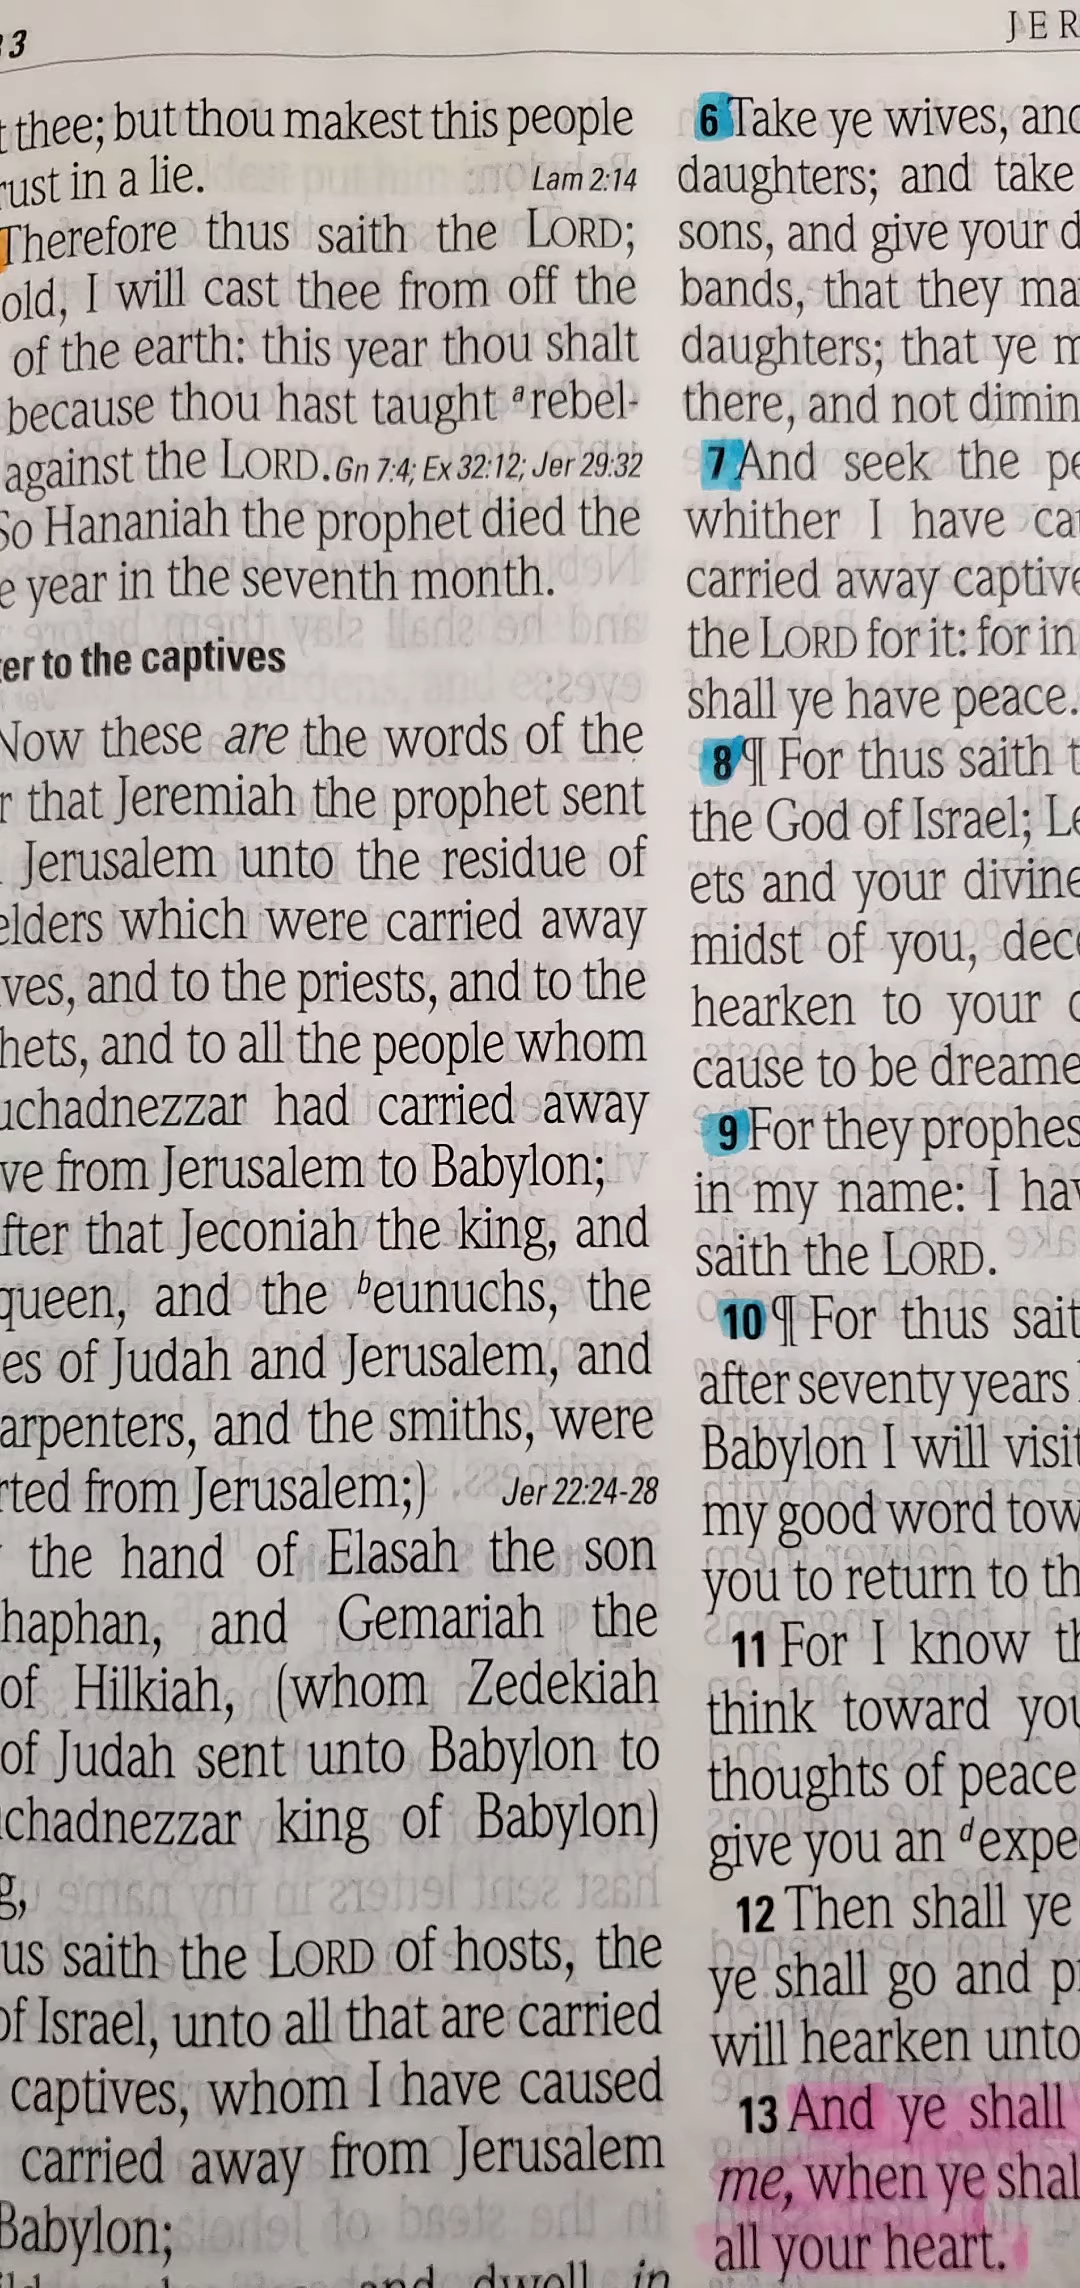 33
JER
t thee; but thou makest this people
rust in a lie. Lam 2:14
Therefore thus saith the LORD;
old, I will cast thee from off the
of the earth: this year thou shalt
because thou hast taught ᵃrebel-
against the LORD. Gn 7:4; Ex 32:12; Jer 29:32
So Hananiah the prophet died the
e year in the seventh month.
ter to the captives
Now these are the words of the
r that Jeremiah the prophet sent
Jerusalem unto the residue of
elders which were carried away
ves, and to the priests, and to the
hets, and to all the people whom
uchadnezzar had carried away
ve from Jerusalem to Babylon;
fter that Jeconiah the king, and
queen, and the ᵇeunuchs, the
es of Judah and Jerusalem, and
arpenters, and the smiths, were
rted from Jerusalem;) Jer 22:24-28
the hand of Elasah the son
haphan, and Gemariah the
of Hilkiah, (whom Zedekiah
of Judah sent unto Babylon to
chadnezzar king of Babylon)
g,
us saith the LORD of hosts, the
of Israel, unto all that are carried
captives, whom I have caused
carried away from Jerusalem
Babylon;
and dwell in
6 Take ye wives, and
daughters; and take
sons, and give your d
bands, that they ma
daughters; that ye m
there, and not dimin
7 And seek the pe
whither I have ca
carried away captive
the LORD for it: for in
shall ye have peace.
8 ¶ For thus saith t
the God of Israel; Le
ets and your divine
midst of you, dece
hearken to your d
cause to be dreame
9 For they prophes
in my name: I hav
saith the LORD.
10 ¶ For thus sait
after seventy years
Babylon I will visit
my good word tow
you to return to th
11 For I know th
think toward you
thoughts of peace
give you an ᵈexpe
12 Then shall ye
ye shall go and pr
will hearken unto
13 And ye shall
me, when ye shal
all your heart.